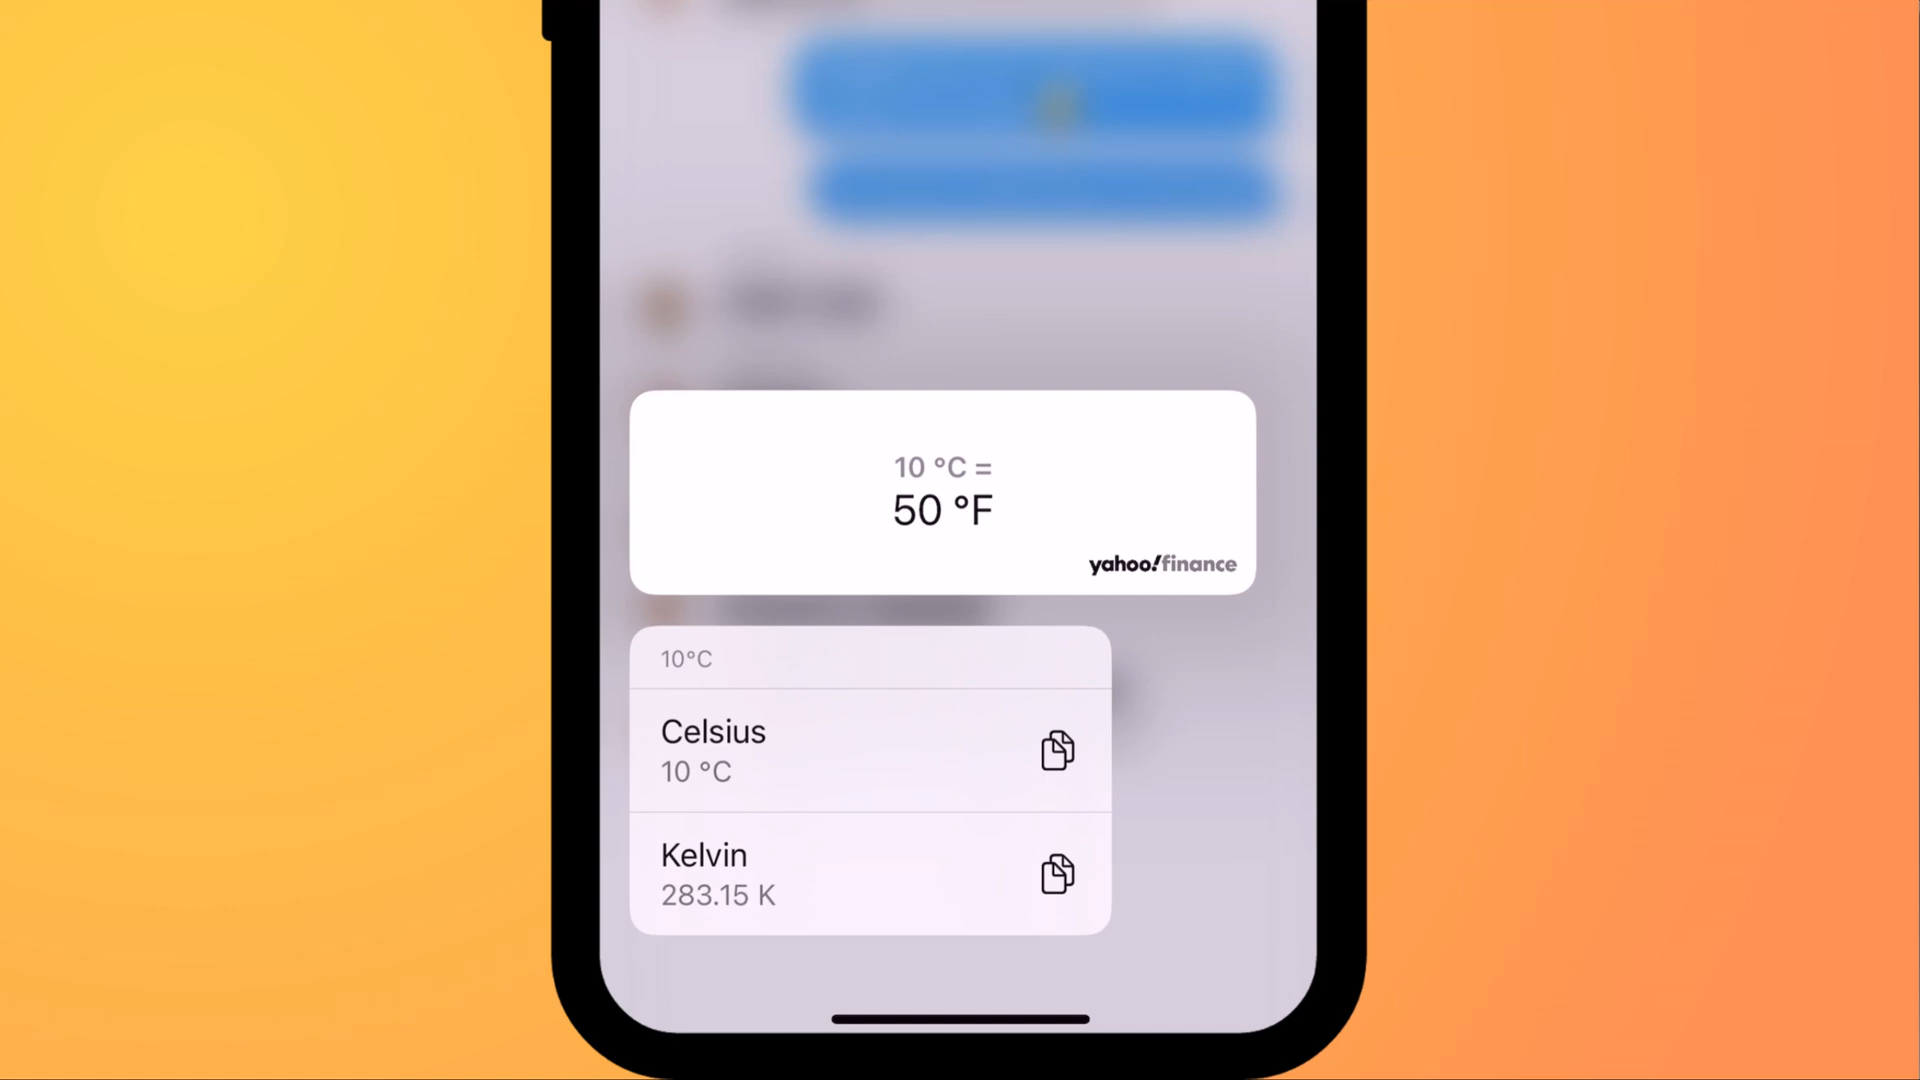 10 °C =
50 °F
yahoo!finance
10°C
Celsius
10 °C
Kelvin
283.15 K